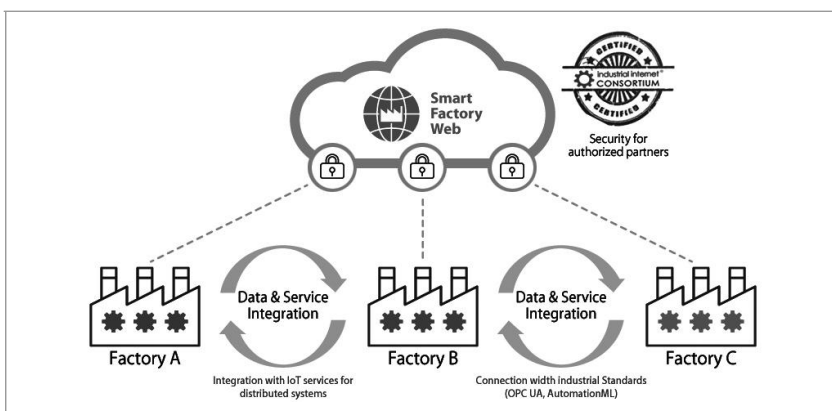 Smart
Factory
Web
CERTIFIED
industrial internet
CONSORTIUM
CERTIFIED
Security for
authorized partners
Data & Service
Integration
Data & Service
Integration
Factory A
Factory B
Factory C
Integration with IoT services for
distributed systems
Connection width industrial Standards
(OPC UA, AutomationML)